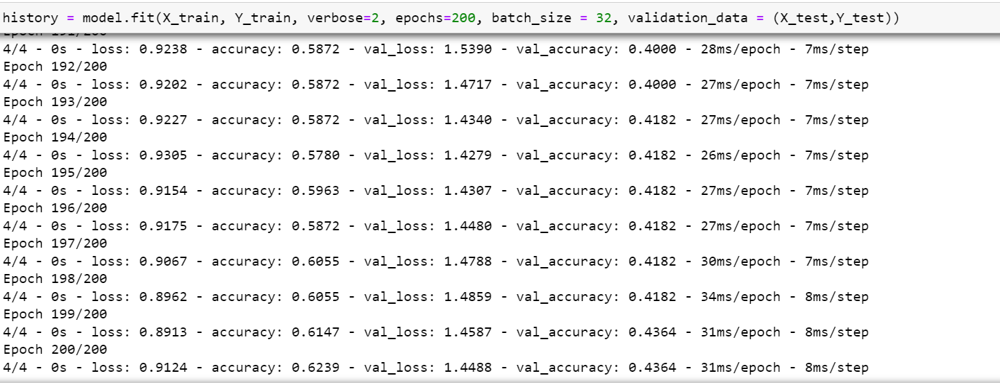 history = model.fit(X_train, Y_train, verbose=2, epochs=200, batch_size = 32, validation_data = (X_test,Y_test))
Epoch 191/200
4/4 - 0s - loss: 0.9238 - accuracy: 0.5872 - val_loss: 1.5390 - val_accuracy: 0.4000 - 28ms/epoch - 7ms/step
Epoch 192/200
4/4 - 0s - loss: 0.9202 - accuracy: 0.5872 - val_loss: 1.4717 - val_accuracy: 0.4000 - 27ms/epoch - 7ms/step
Epoch 193/200
4/4 - 0s - loss: 0.9227 - accuracy: 0.5872 - val_loss: 1.4340 - val_accuracy: 0.4182 - 27ms/epoch - 7ms/step
Epoch 194/200
4/4 - 0s - loss: 0.9305 - accuracy: 0.5780 - val_loss: 1.4279 - val_accuracy: 0.4182 - 26ms/epoch - 7ms/step
Epoch 195/200
4/4 - 0s - loss: 0.9154 - accuracy: 0.5963 - val_loss: 1.4307 - val_accuracy: 0.4182 - 27ms/epoch - 7ms/step
Epoch 196/200
4/4 - 0s - loss: 0.9175 - accuracy: 0.5872 - val_loss: 1.4480 - val_accuracy: 0.4182 - 27ms/epoch - 7ms/step
Epoch 197/200
4/4 - 0s - loss: 0.9067 - accuracy: 0.6055 - val_loss: 1.4788 - val_accuracy: 0.4182 - 30ms/epoch - 7ms/step
Epoch 198/200
4/4 - 0s - loss: 0.8962 - accuracy: 0.6055 - val_loss: 1.4859 - val_accuracy: 0.4182 - 34ms/epoch - 8ms/step
Epoch 199/200
4/4 - 0s - loss: 0.8913 - accuracy: 0.6147 - val_loss: 1.4587 - val_accuracy: 0.4364 - 31ms/epoch - 8ms/step
Epoch 200/200
4/4 - 0s - loss: 0.9124 - accuracy: 0.6239 - val_loss: 1.4488 - val_accuracy: 0.4364 - 31ms/epoch - 8ms/step